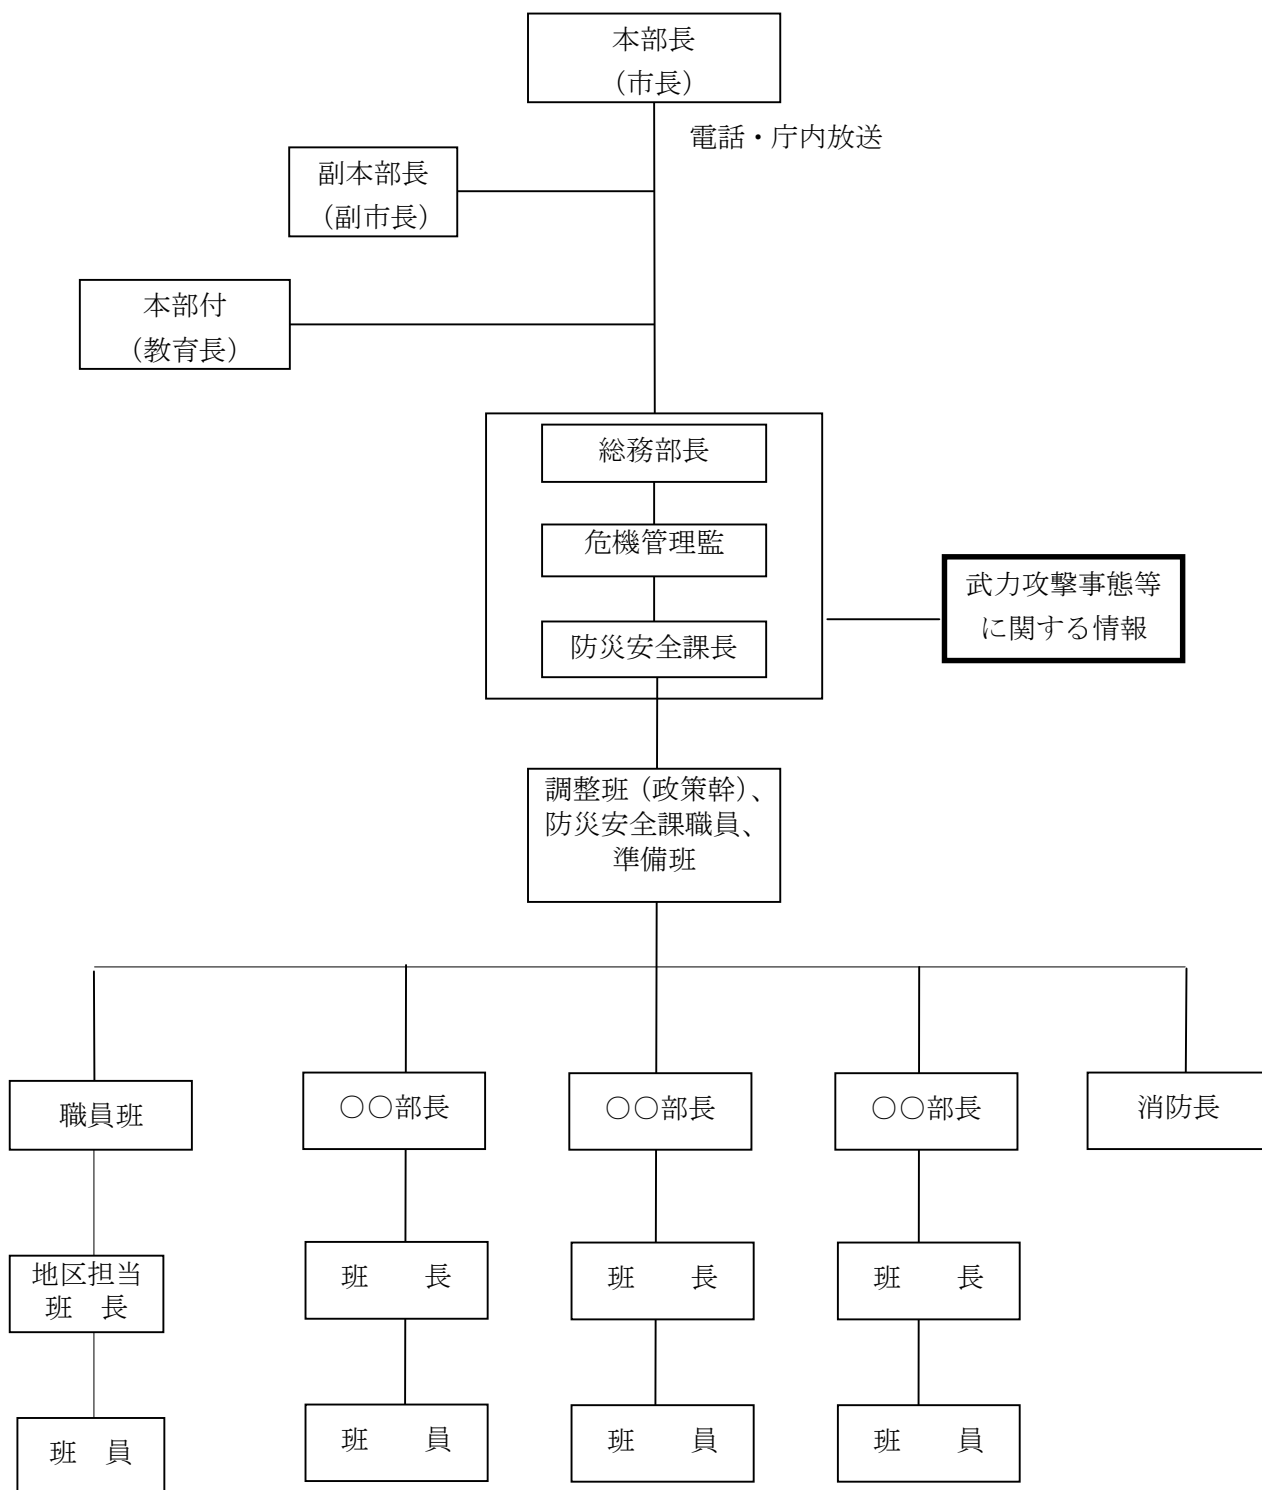 本部長
（市長）
電話・庁内放送
副本部長
（副市長）
本部付
（教育長）
総務部長
危機管理監
防災安全課長
武力攻撃事態等
に関する情報
調整班（政策幹）、
防災安全課職員、
準備班
職員班
○○部長
○○部長
○○部長
消防長
地区担当
班　長
班　　長
班　　長
班　　長
班　員
班　　員
班　　員
班　　員